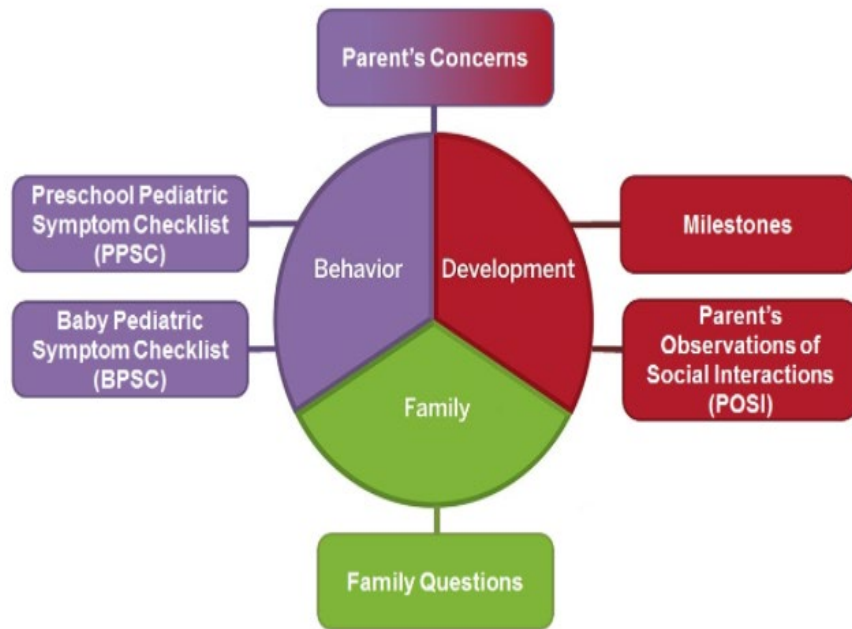 Parent's Concerns
Preschool Pediatric
Symptom Checklist
(PPSC)
Baby Pediatric
Symptom Checklist
(BPSC)
Behavior
Development
Family
Milestones
Parent's
Observations of
Social Interactions
(POSI)
Family Questions